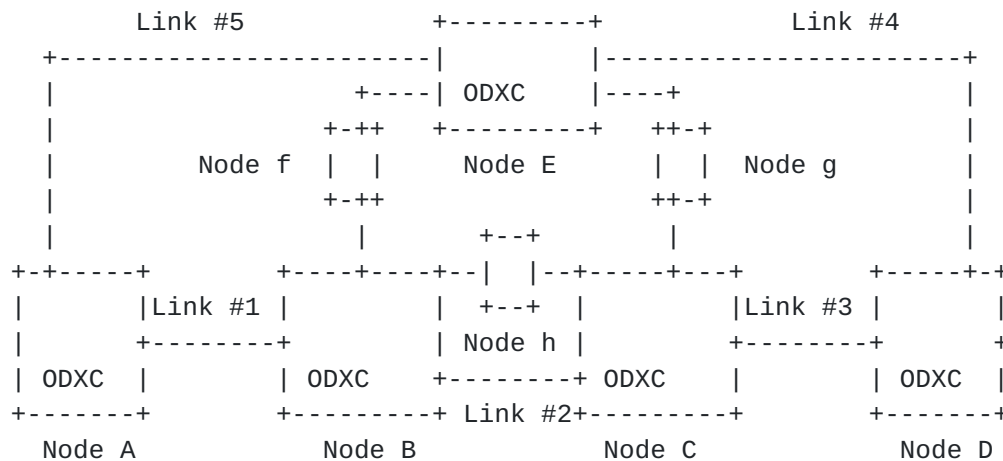 Link #5 Link #4
ODXC
Node f Node E Node g
Link #1 Link #3
Node h
ODXC ODXC ODXC ODXC
Link #2
Node A Node B Node C Node D